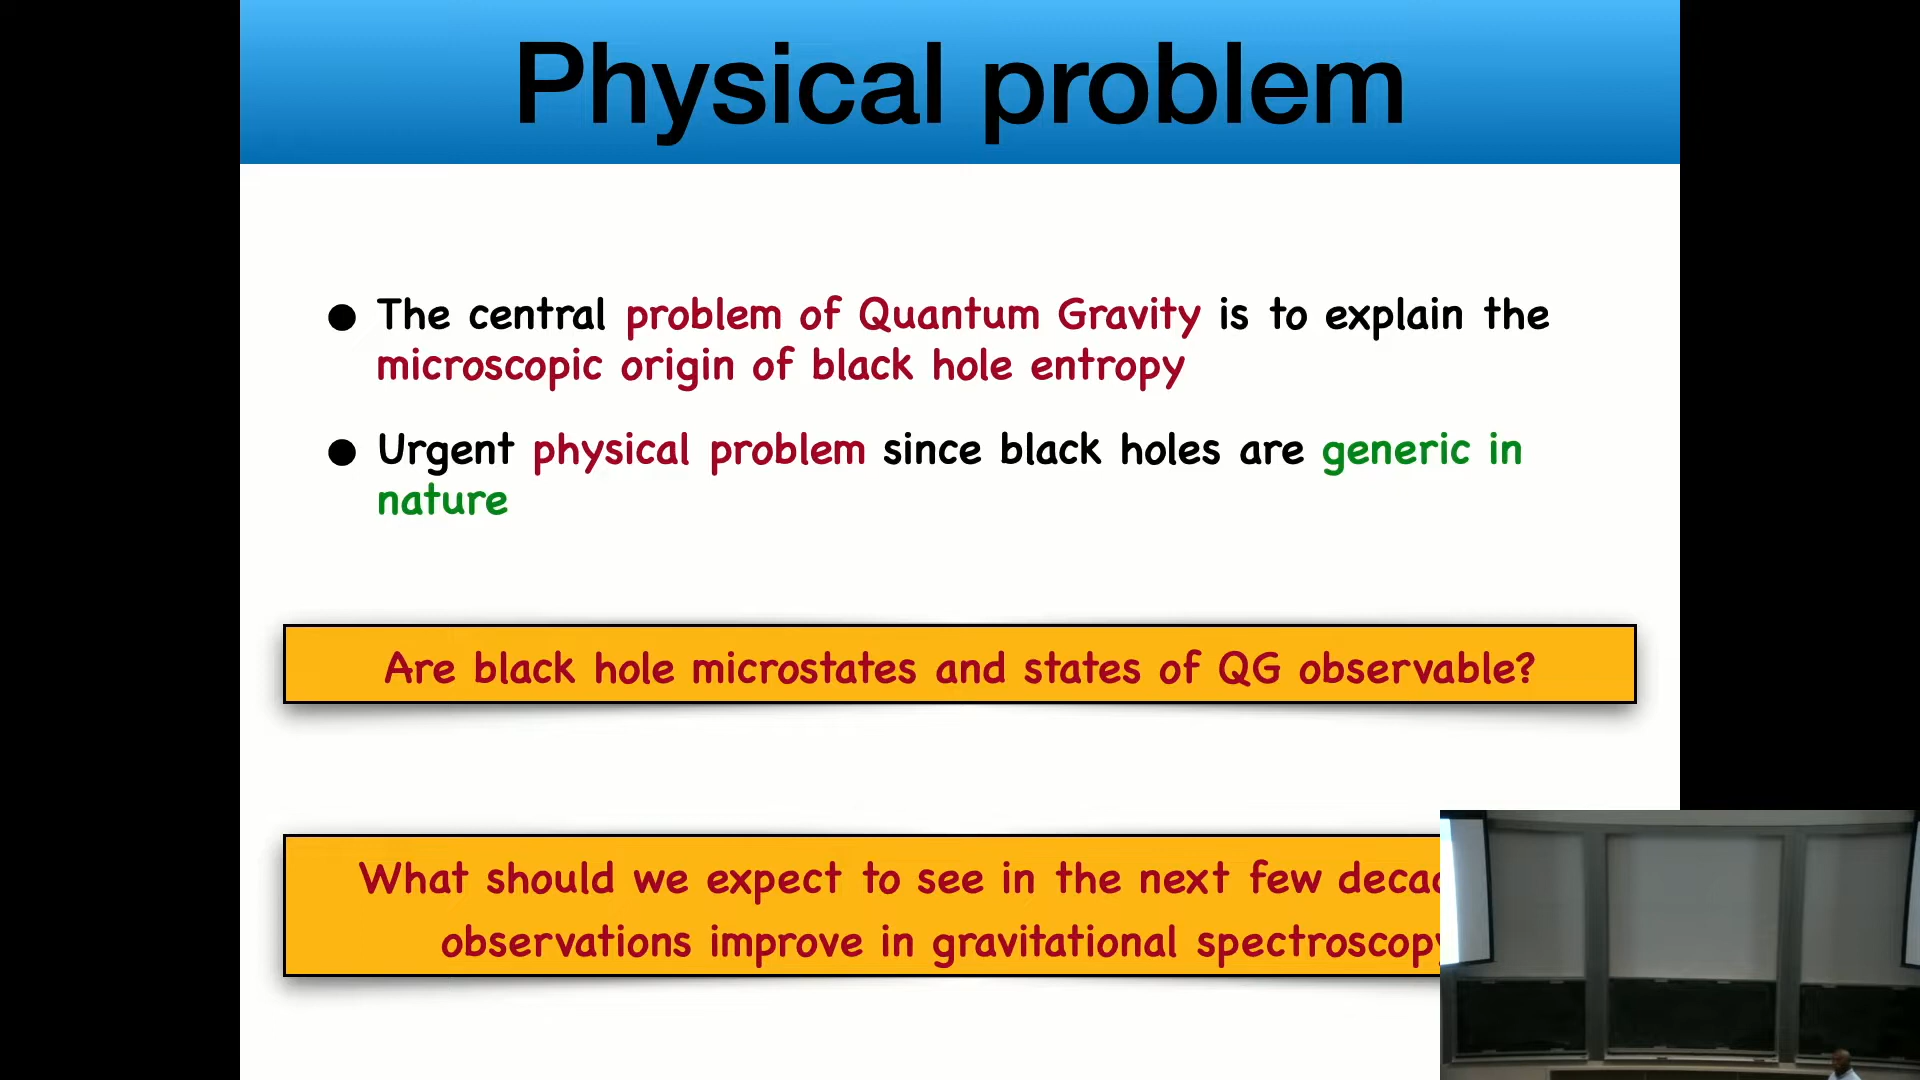 Physical problem
● The central problem of Quantum Gravity is to explain the
microscopic origin of black hole entropy
● Urgent physical problem since black holes are generic in
nature
Are black hole microstates and states of QG observable?
What should we expect to see in the next few
observations improve in gravitational spectroscopy